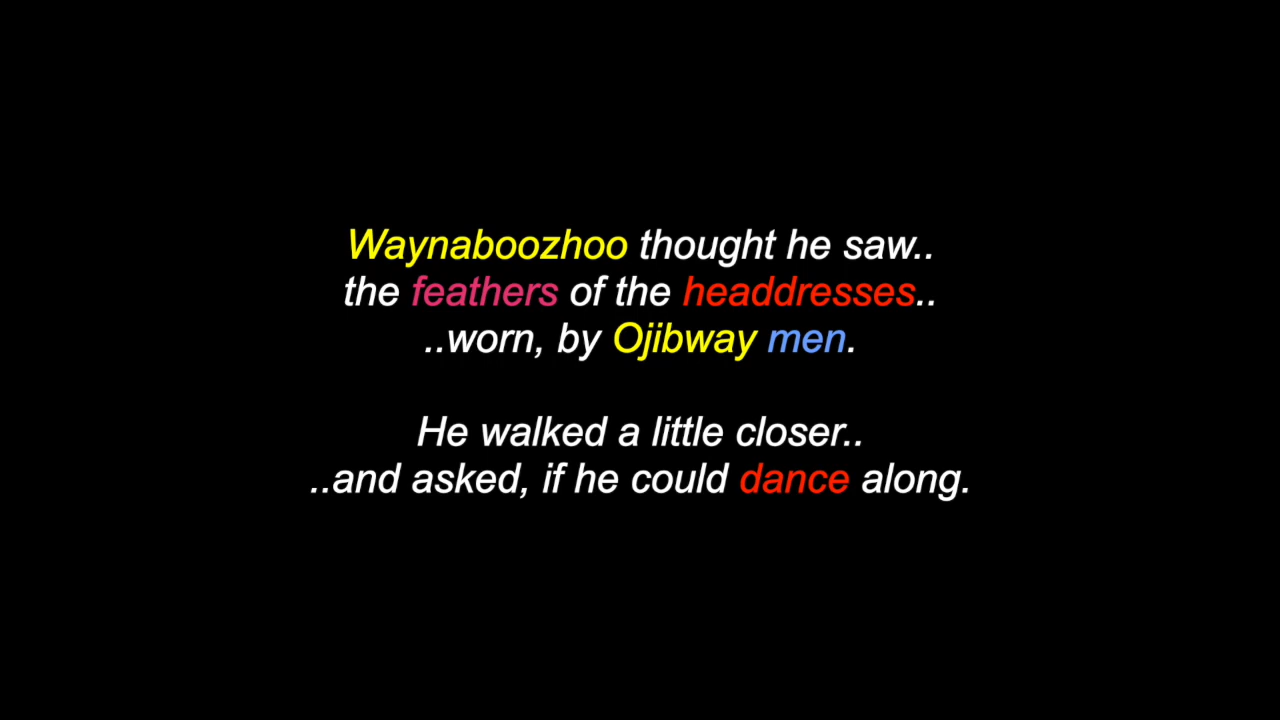 Waynaboozhoo thought he saw..
the feathers of the headdresses..
..worn, by Ojibway men.
He walked a little closer..
..and asked, if he could dance along.